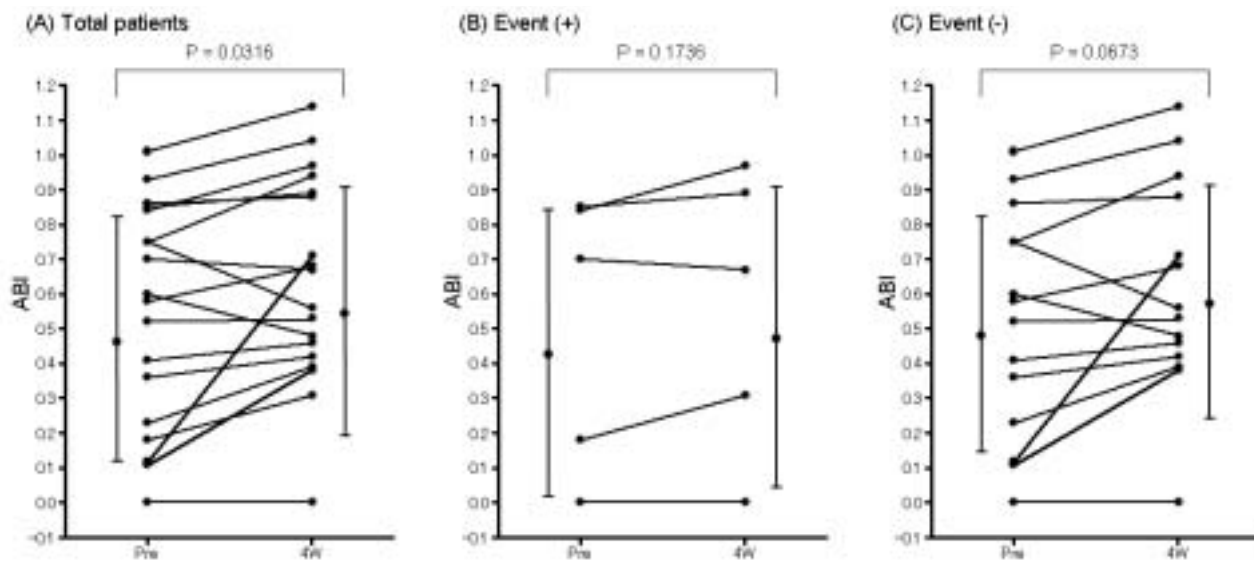 (A) Total patients
P = 0.0316
1.2
1.1
1.0
0.9
0.8
0.7
0.6
0.5
0.4
0.3
0.2
0.1
0.0
-0.1
ABI
Pre
4W
(B) Event (+)
P = 0.1736
1.2
1.1
1.0
0.9
0.8
0.7
0.6
0.5
0.4
0.3
0.2
0.1
0.0
-0.1
ABI
Pre
4W
(C) Event (-)
P = 0.0673
1.2
1.1
1.0
0.9
0.8
0.7
0.6
0.5
0.4
0.3
0.2
0.1
0.0
-0.1
ABI
Pre
4W